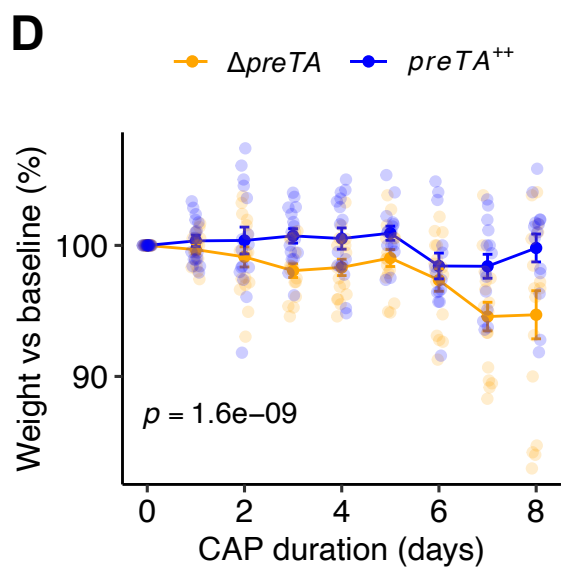 D
ΔpreTA preTA++
Weight vs baseline (%)
100
90
p = 1.6e−09
0 2 4 6 8
CAP duration (days)